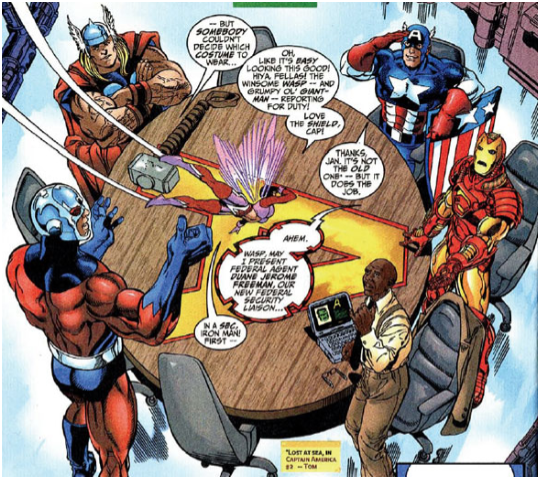 -- BUT
SOMEBODY
COULDN'T
DECIDE WHICH
COSTUME TO
WEAR...
OH,
LIKE IT'S EASY
LOOKING THIS GOOD!
HIYA, FELLAS! THE
WINSOME WASP -- AND
GRUMPY OL' GIANT-
MAN -- REPORTING
FOR DUTY!
LOVE
THE SHIELD,
CAP!
THANKS,
JAN. IT'S NOT
THE OLD
ONE* -- BUT IT
DOES THE
JOB.
AHEM.
WASP, MAY
I PRESENT
FEDERAL AGENT
DUANE JEROME
FREEMAN, OUR
NEW FEDERAL
SECURITY
LIAISON...
IN A SEC,
IRON MAN!
FIRST --
*LOST AT SEA, IN
CAPTAIN AMERICA
#2 -- TOM